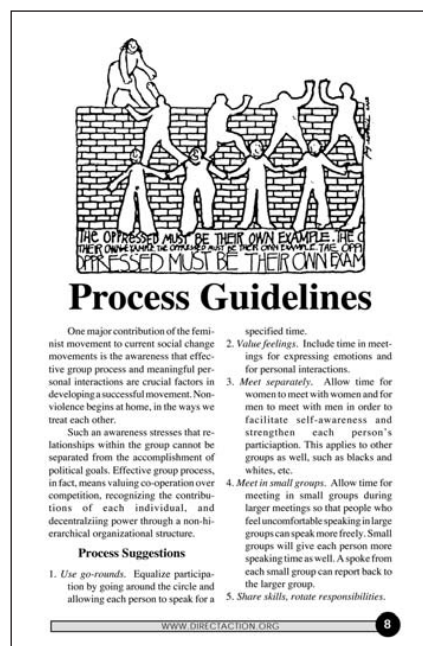 THE OPPRESSED MUST BE THEIR OWN EXAMPLE. THE O
THEIR OWN EXAMPLE. THE OPPRESSED MUST BE THEIR OWN EXAMPLE. THE OPP
PPRESSED MUST BE THEIR OWN EXAM
Process Guidelines
One major contribution of the femi-
nist movement to current social change
movements is the awareness that effec-
tive group process and meaningful per-
sonal interactions are crucial factors in
developing a successful movement. Non-
violence begins at home, in the ways we
treat each other.
Such an awareness stresses that re-
lationships within the group cannot be
separated from the accomplishment of
political goals. Effective group process,
in fact, means valuing co-operation over
competition, recognizing the contribu-
tions of each individual, and
decentraliizng power through a non-hi-
erarchical organizational structure.
Process Suggestions
1. Use go-rounds. Equalize participa-
tion by going around the circle and
allowing each person to speak for a
specified time.
2. Value feelings. Include time in meet-
ings for expressing emotions and
for personal interactions.
3. Meet separately. Allow time for
women to meet with women and for
men to meet with men in order to
facilitate self-awareness and
strengthen each person's
particiaption. This applies to other
groups as well, such as blacks and
whites, etc.
4. Meet in small groups. Allow time for
meeting in small groups during
larger meetings so that people who
feel uncomfortable speaking in large
groups can speak more freely. Small
groups will give each person more
speaking time as well. A spoke from
each small group can report back to
the larger group.
5. Share skills, rotate responsibilities.
WWW.DIRECTACTION.ORG
8